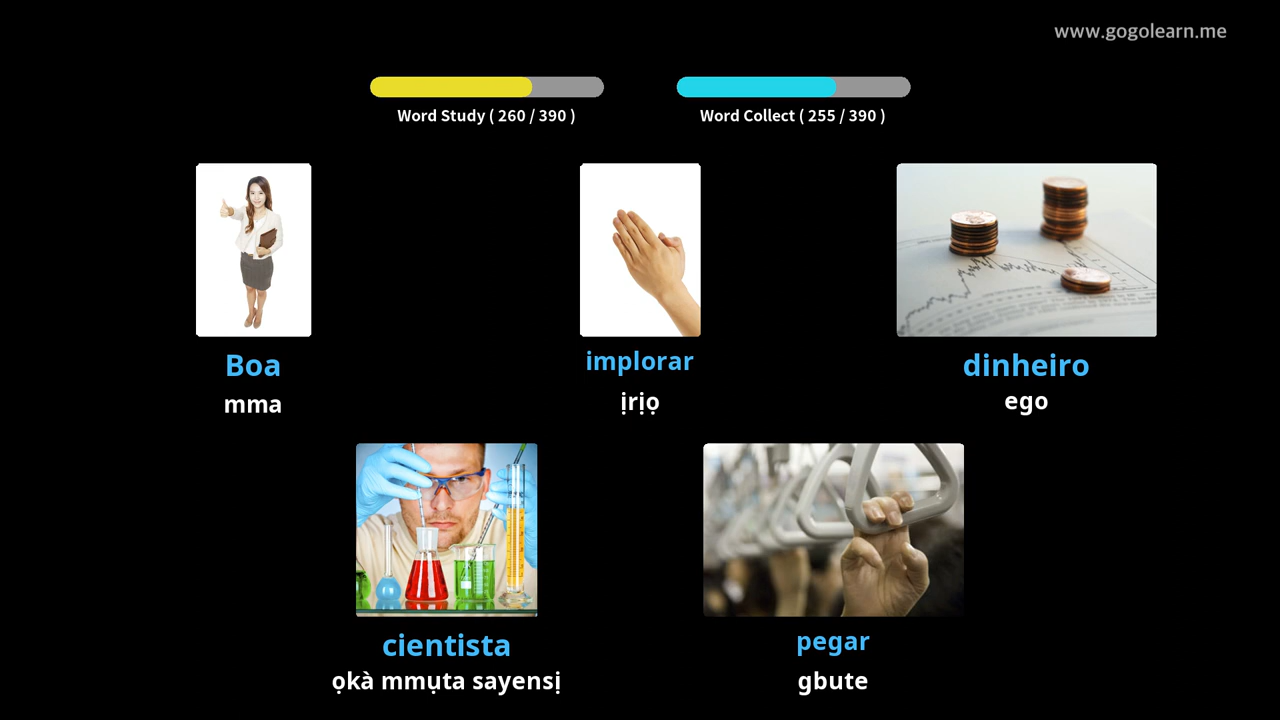 www.gogolearn.me
Word Study ( 260 / 390 )
Word Collect ( 255 / 390 )
Boa
mma
implorar
ịrịọ
dinheiro
ego
cientista
ọkà mmụta sayensị
pegar
gbute